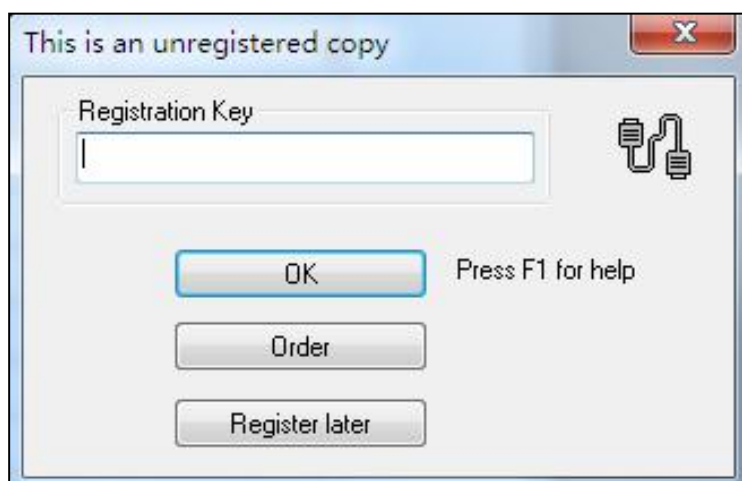 This is an unregistered copy
Registration Key
OK
Press F1 for help
Order
Register later